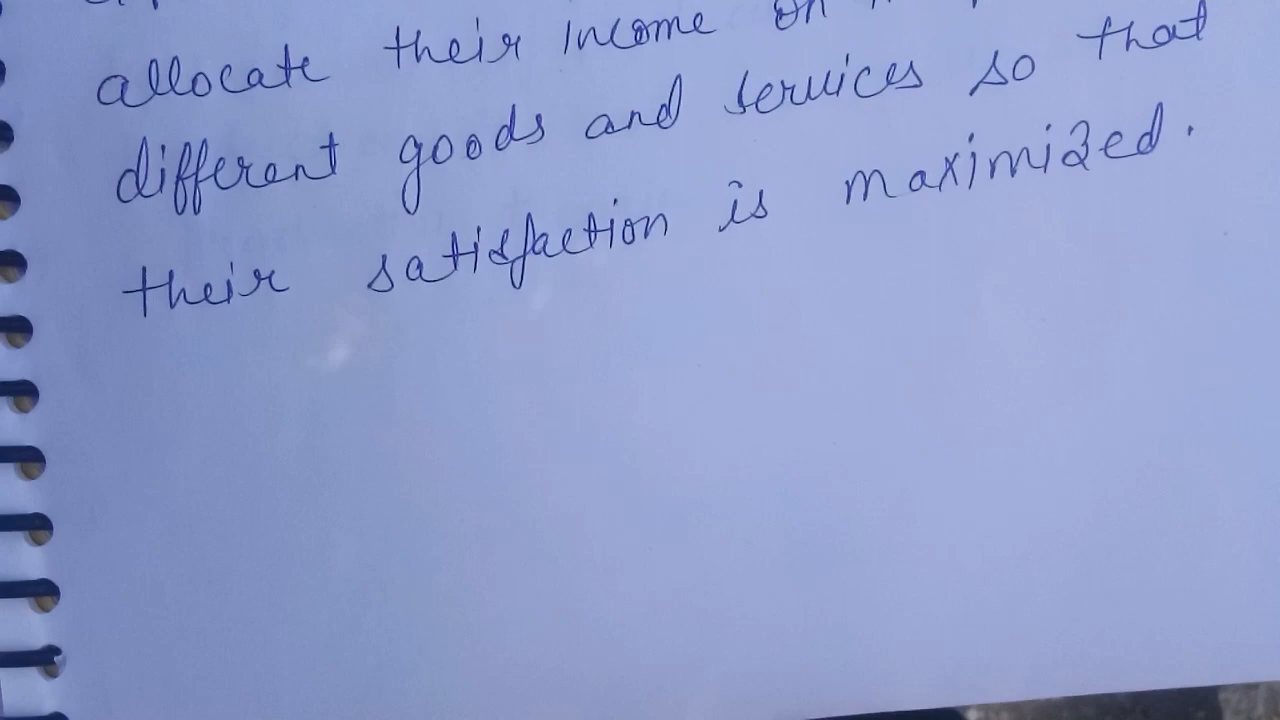 allocate their income on
different goods and services so that
their satisfaction is maximized.